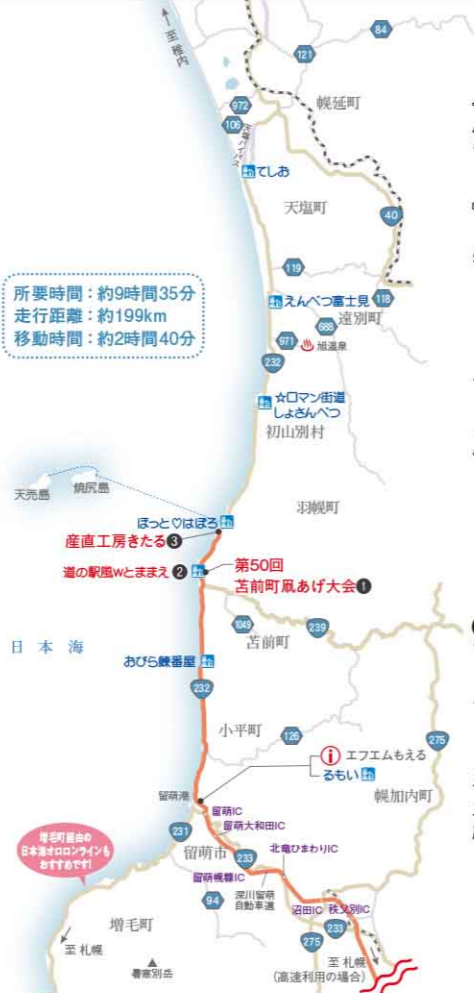 至 稚内
84
121
幌延町
972
106
天塩バイパス
てしお
天塩町
40
119
所要時間：約9時間35分
走行距離：約199km
移動時間：約2時間40分
えんべつ富士見
118
遠別町
688
971
旭温泉
232
☆ロマン街道
しょさんべつ
初山別村
羽幌町
天売島
焼尻島
ほっと♡はぼろ
産直工房きたる❸
道の駅風Wとままえ❷
第50回
苫前町凧あげ大会❶
1049
苫前町
239
日本海
おびら鰊番屋
232
小平町
126
275
エフエムもえる
るもい
幌加内町
留萌港
留萌IC
231
留萌大和田IC
北竜ひまわりIC
留萌市
233
増毛町経由の
日本海オロロンラインも
おすすめです!
留萌幌糠IC
94
深川留萌
自動車道
沼田IC
秩父別IC
233
275
増毛町
至 札幌
暑寒別岳
至 札幌
(高速利用の場合)